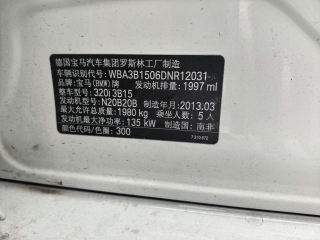 德国宝马汽车集团罗斯林工厂制造
车辆识别代号: WBA3B1506DNR12031
品牌: 宝马(BMW)牌 发动机排量: 1997 ml
整车型号: 320i 3B15
发动机型号: N20B20B 制造年月: 2013.03
最大允许总质量: 1980 kg 乘坐人数: 5 人
发动机最大净功率: 135 kW 制造国: 南非
颜色代码/色圈: 300